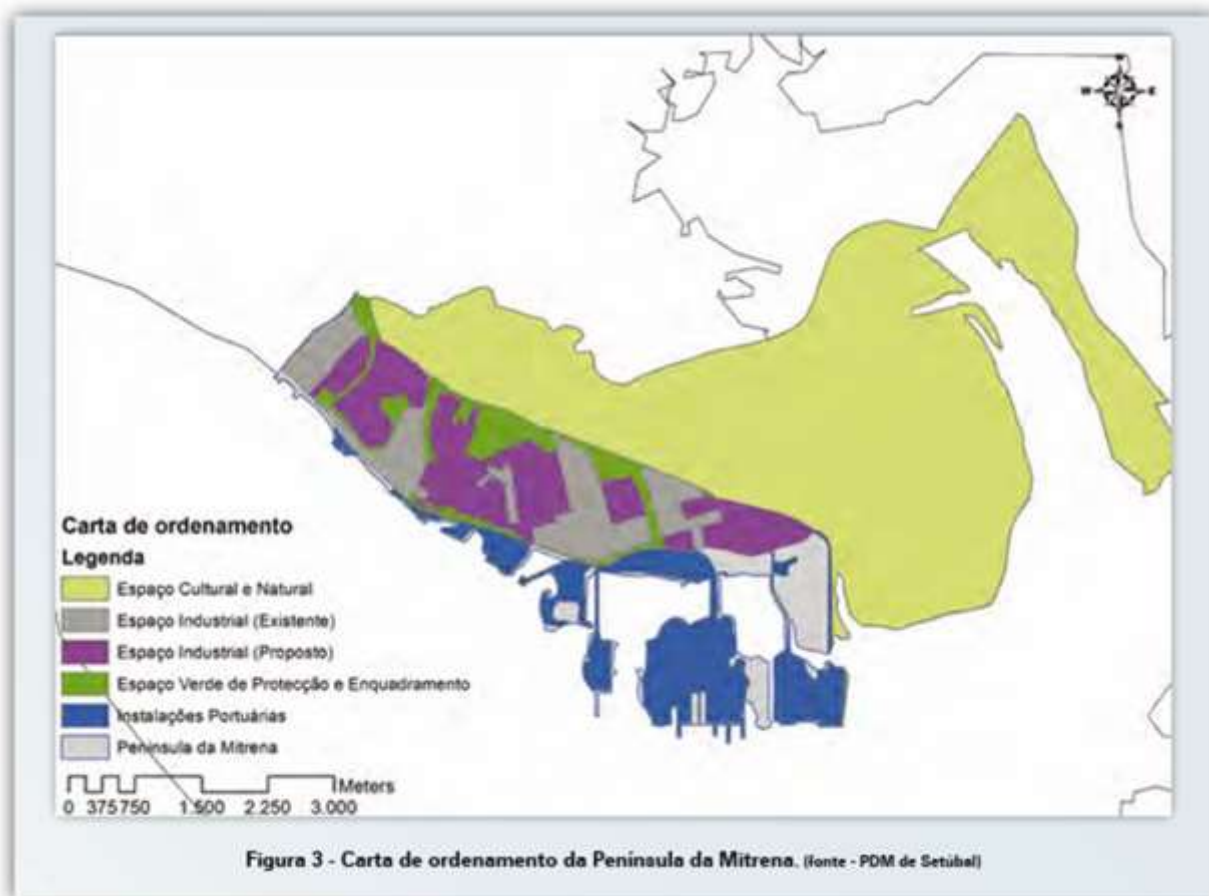 W E
Carta de ordenamento
Legenda
Espaço Cultural e Natural
Espaço Industrial (Existente)
Espaço Industrial (Proposto)
Espaço Verde de Protecção e Enquadramento
Instalações Portuárias
Península da Mitrena
Meters
0 375 750 1.500 2.250 3.000
Figura 3 - Carta de ordenamento da Península da Mitrena. (fonte - PDM de Setúbal)